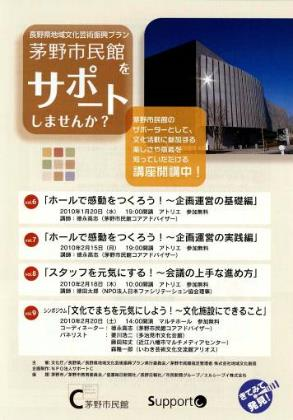 長野県地域文化芸術振興プラン
茅野市民館を
サポート
しませんか？
茅野市民館の
サポーターとして、
文化活動に参加する
楽しさや意義を
知っていただける
講座開講中！
vol.6
「ホールで感動をつくろう！～企画運営の基礎編」
2010年1月20日（水） 19:00開講 アトリエ 参加無料
講師：徳永高志（茅野市民館コアアドバイザー）
vol.7
「ホールで感動をつくろう！～企画運営の実践編」
2010年2月15日（月） 19:00開講 アトリエ 参加無料
講師：徳永高志（茅野市民館コアアドバイザー）
vol.8
「スタッフを元気にする！～会議の上手な進め方」
2010年2月18日（木） 19:00開講 アトリエ 参加無料
講師：徳田太郎（NPO法人日本ファシリテーション協会理事）
vol.9
シンポジウム「文化でまちを元気にしよう！～文化施設にできること」
2010年2月20日（土） 14:00開講 マルチホール 参加無料
コーディネーター：徳永高志（茅野市民館コアアドバイザー）
茅野市民館
Support C
きてみて
発見！